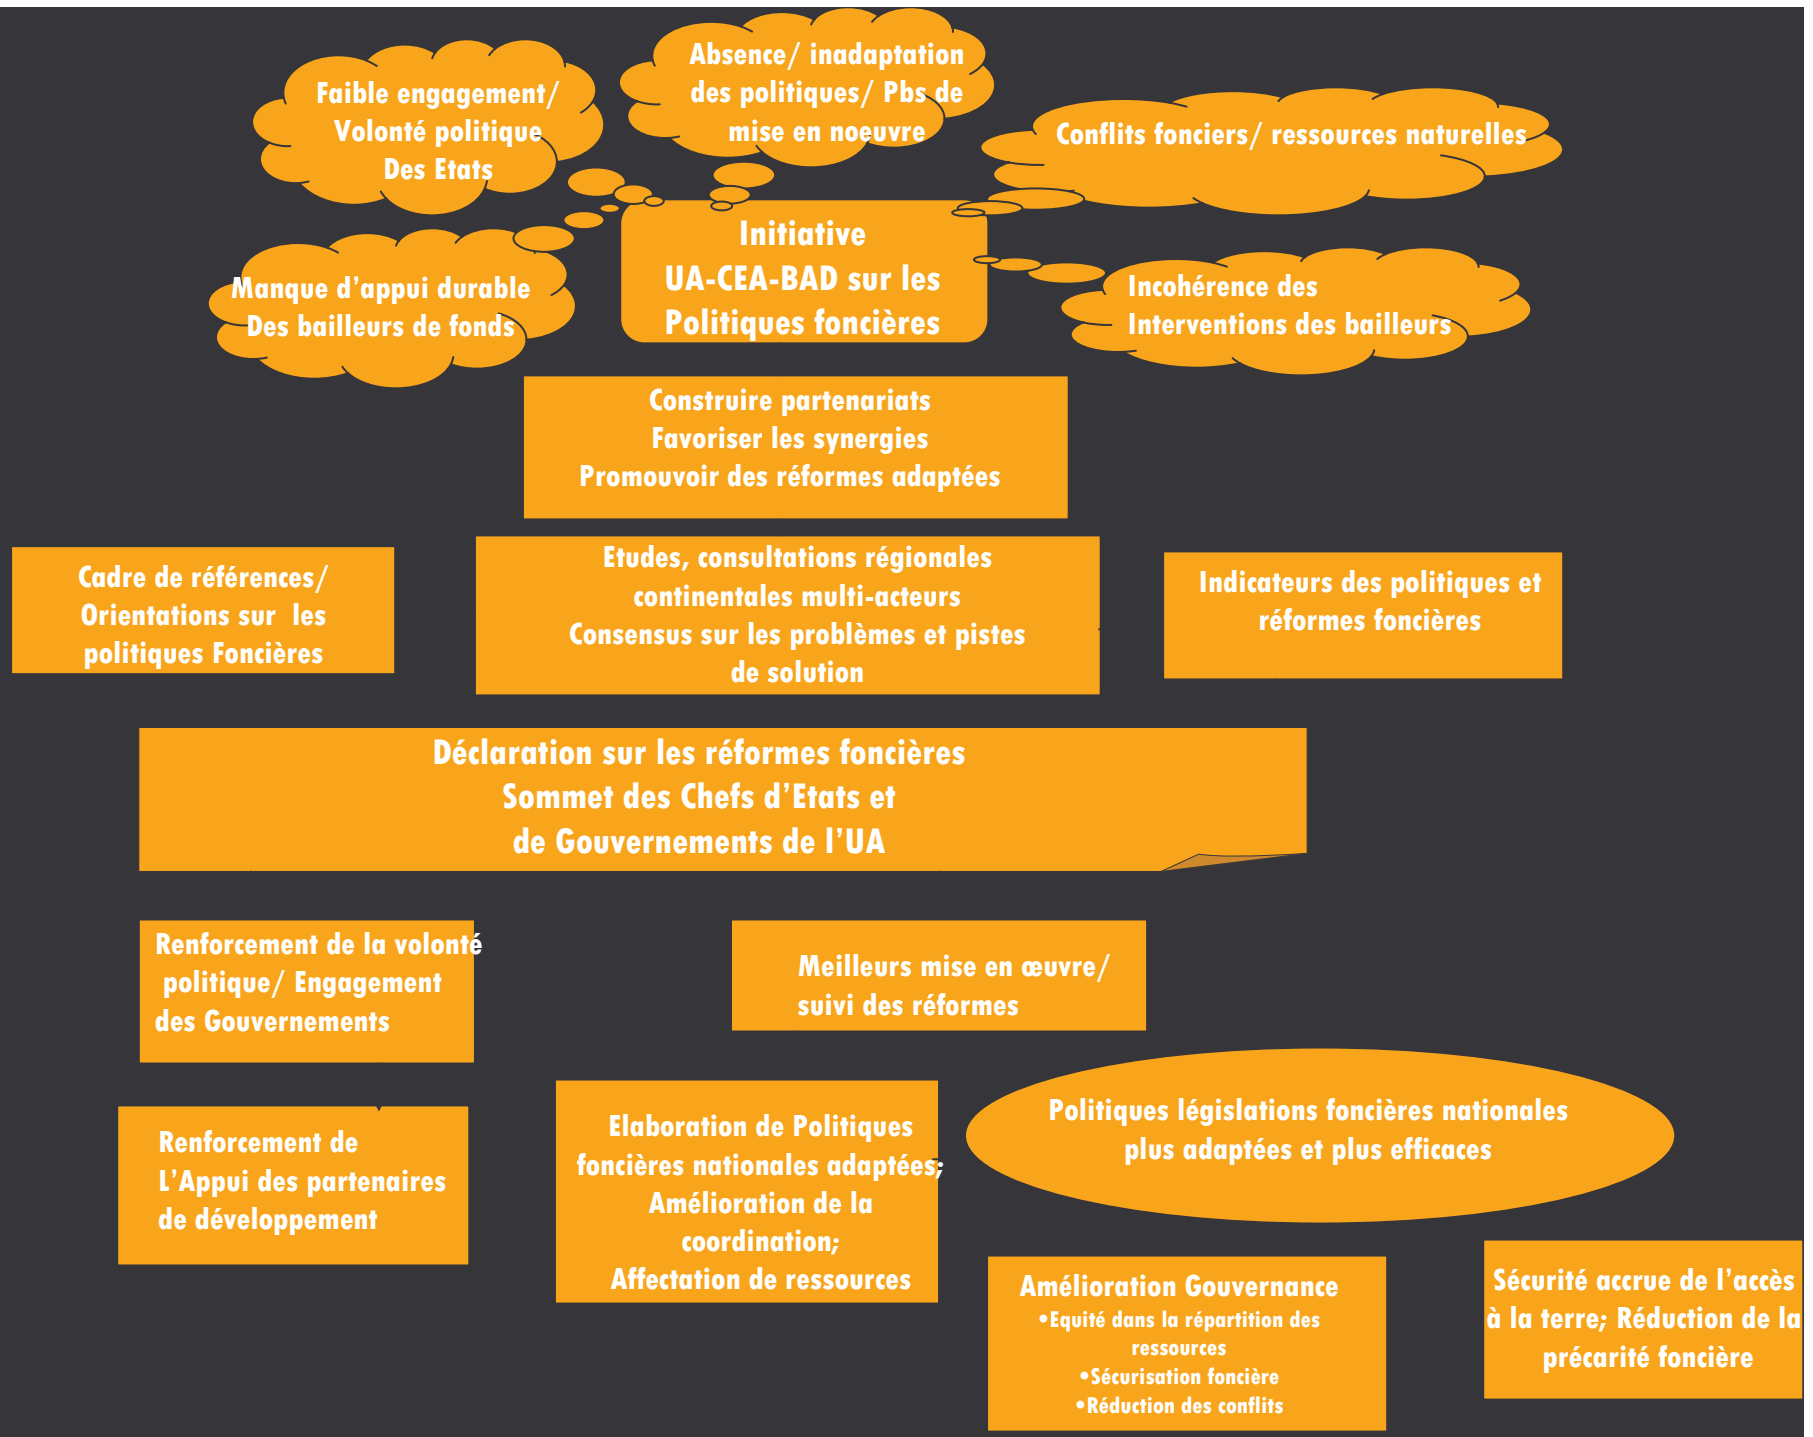 Absence/ inadaptation
des politiques/ Pbs de
mise en noeuvre
Faible engagement/
Volonté politique
Des Etats
Conflits fonciers/ ressources naturelles
Initiative
UA-CEA-BAD sur les
Politiques foncières
Manque d’appui durable
Des bailleurs de fonds
Incohérence des
Interventions des bailleurs
Construire partenariats
Favoriser les synergies
Promouvoir des réformes adaptées
Cadre de références/
Orientations sur les
politiques Foncières
Etudes, consultations régionales
continentales multi-acteurs
Consensus sur les problèmes et pistes
de solution
Indicateurs des politiques et
réformes foncières
Déclaration sur les réformes foncières
Sommet des Chefs d’Etats et
de Gouvernements de l’UA
Renforcement de la volonté
politique/ Engagement
des Gouvernements
Meilleurs mise en œuvre/
suivi des réformes
Renforcement de
L’Appui des partenaires
de développement
Elaboration de Politiques
foncières nationales adaptées;
Amélioration de la
coordination;
Affectation de ressources
Politiques législations foncières nationales
plus adaptées et plus efficaces
Amélioration Gouvernance
•Equité dans la répartition des
ressources
•Sécurisation foncière
•Réduction des conflits
Sécurité accrue de l’accès
à la terre; Réduction de la
précarité foncière